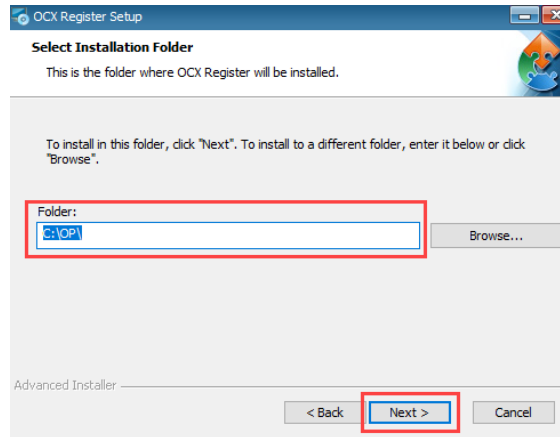 OCX Register Setup
Select Installation Folder
This is the folder where OCX Register will be installed.
To install in this folder, click "Next". To install to a different folder, enter it below or click
"Browse".
Folder:
C:\OP\
Browse...
Advanced Installer
< Back
Next >
Cancel